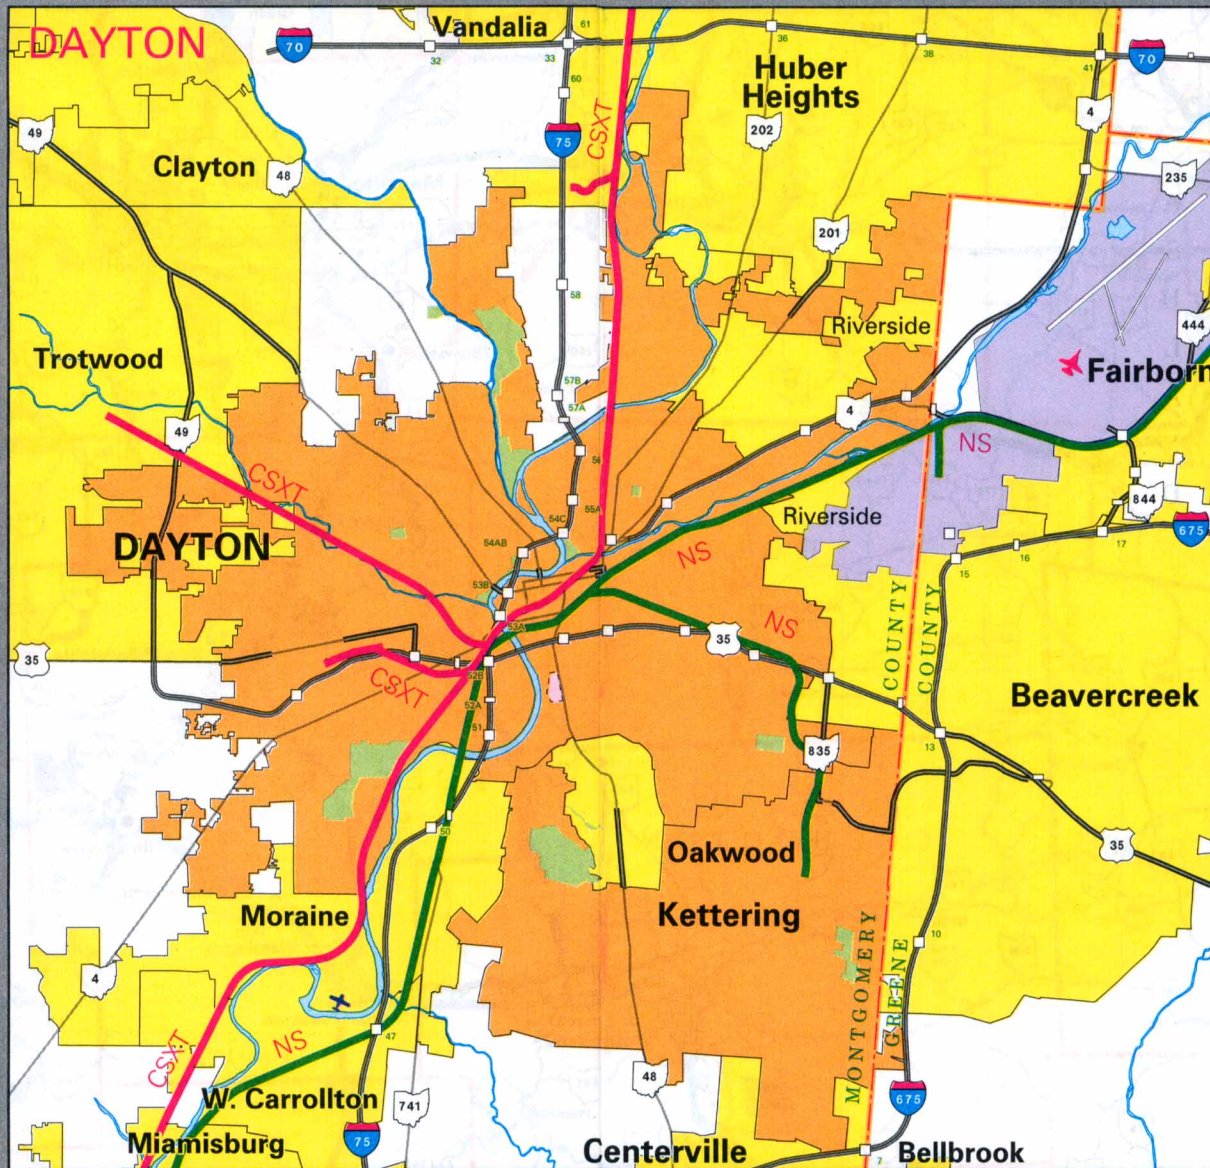 DAYTON
Vandalia
61
70
32
33
36
38
41
70
60
Huber
Heights
4
49
75
CSXT
202
Clayton
48
235
201
58
Riverside
444
Trotwood
Fairborn
57B
57A
4
49
NS
56
CSXT
844
55A
Riverside
675
54C
17
DAYTON
54AB
NS
16
15
53B
COUNTY
COUNTY
53A
NS
35
35
CSXT
52B
Beavercreek
52A
51
13
835
50
35
Oakwood
Moraine
Kettering
10
4
MONTGOMERY
GREENE
47
NS
CSXT
48
W. Carrollton
741
675
Miamisburg
75
Centerville
7
Bellbrook